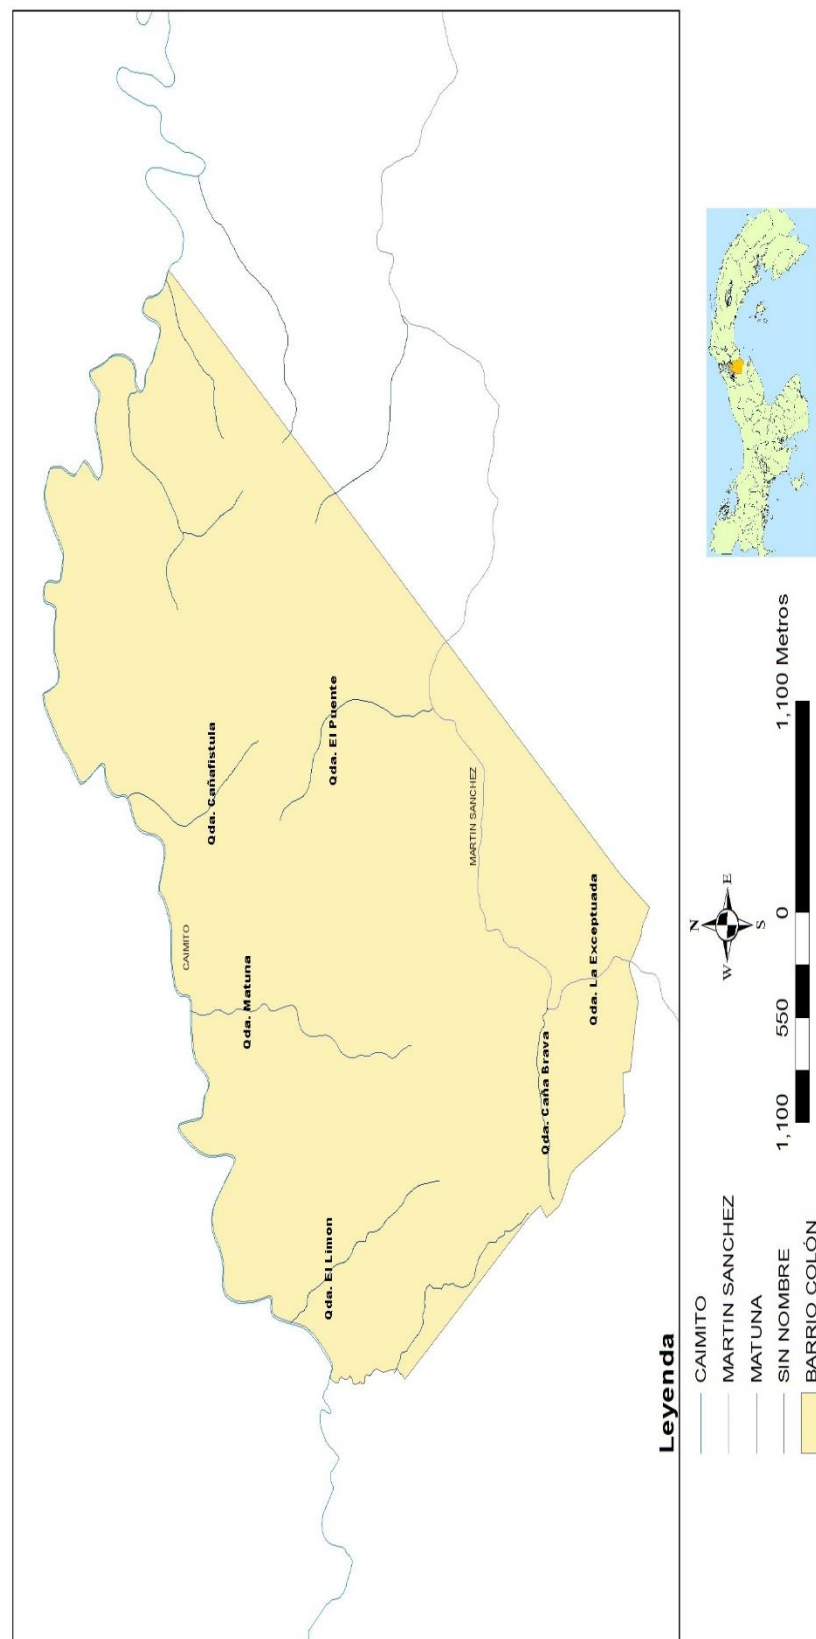 CAIMITO
Qda. Cañafistula
Qda. Matuna
Qda. El Puente
Qda. El Limon
MARTIN SANCHEZ
Qda. Caña Brava
Qda. La Exceptuada
Leyenda
CAIMITO
MARTIN SANCHEZ
MATUNA
SIN NOMBRE
BARRIO COLÓN
N
W
E
S
1,100 550 0 1,100 Metros